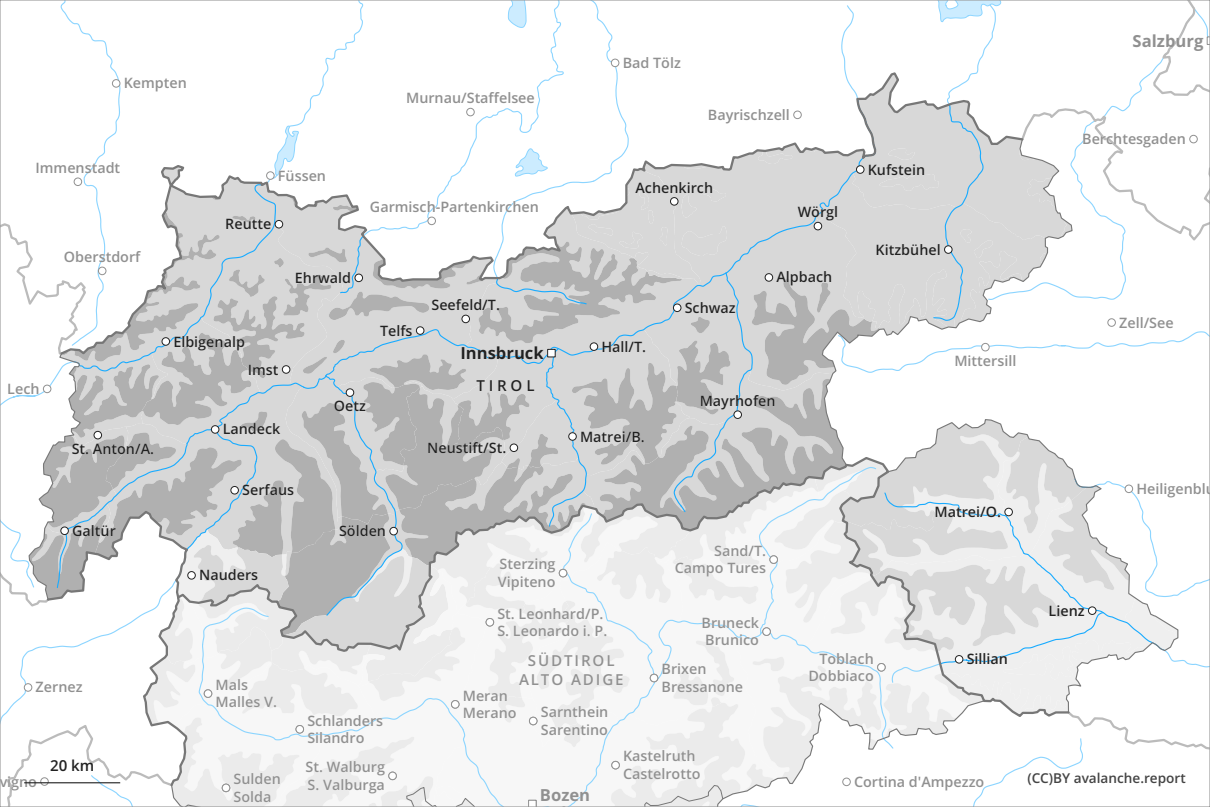 Salzburg
Bad Tölz
Kempten
Murnau/Staffelsee
Bayrischzell
Berchtesgaden
Immenstadt
Füssen
Kufstein
Achenkirch
Garmisch-Partenkirchen
Wörgl
Reutte
Kitzbühel
Oberstdorf
Ehrwald
Alpbach
Seefeld/T.
Schwaz
Zell/See
Telfs
Elbigenalp
Innsbruck
Hall/T.
Mittersill
Imst
TIROL
Lech
Oetz
Mayrhofen
Landeck
Matrei/B.
St. Anton/A.
Neustift/St.
Serfaus
Heiligenblu
Matrei/O.
Galtür
Sölden
Sand/T.
Campo Tures
Sterzing
Vipiteno
Nauders
Lienz
St. Leonhard/P.
S. Leonardo i. P.
Bruneck
Brunico
SÜDTIROL
ALTO ADIGE
Toblach
Dobbiaco
Sillian
Brixen
Bressanone
Zernez
Mals
Malles V.
Meran
Merano
Sarnthein
Sarentino
Schlanders
Silandro
Kastelruth
Castelrotto
20 km
St. Walburg
S. Valburga
vigno
Sulden
Solda
Cortina d'Ampezzo
(CC)BY avalanche.report
Bozen